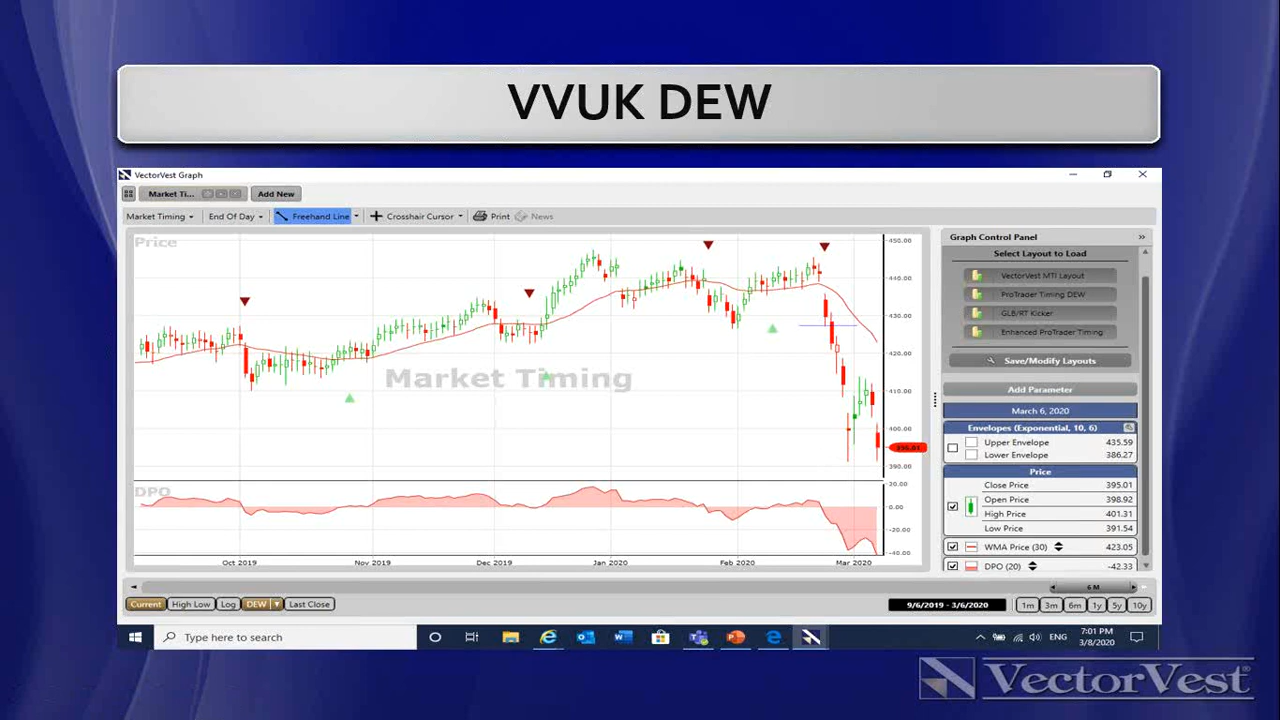 VVUK DEW
VectorVest Graph
Market Ti... Add New
Market Timing End Of Day Freehand Line Crosshair Cursor Print News
Price
Market Timing
450.00
440.00
430.00
420.00
410.00
400.00
395.01
390.00
DPO
20.00
0.00
-20.00
-40.00
Oct 2019 Nov 2019 Dec 2019 Jan 2020 Feb 2020 Mar 2020
Graph Control Panel »
Select Layout to Load
VectorVest MTI Layout
ProTrader Timing DEW
GLB/RT Kicker
Enhanced ProTrader Timing
Save/Modify Layouts
Add Parameter
March 6, 2020
Envelopes (Exponential, 10, 6)
Upper Envelope 435.59
Lower Envelope 386.27
Price
Close Price 395.01
Open Price 398.92
High Price 401.31
Low Price 391.54
WMA Price (30) 423.05
DPO (20) -42.33
6 M
Current High Low Log DEW Last Close
9/6/2019 - 3/6/2020 1m 3m 6m 1y 5y 10y
Type here to search
ENG
7:01 PM
3/8/2020
VectorVest®